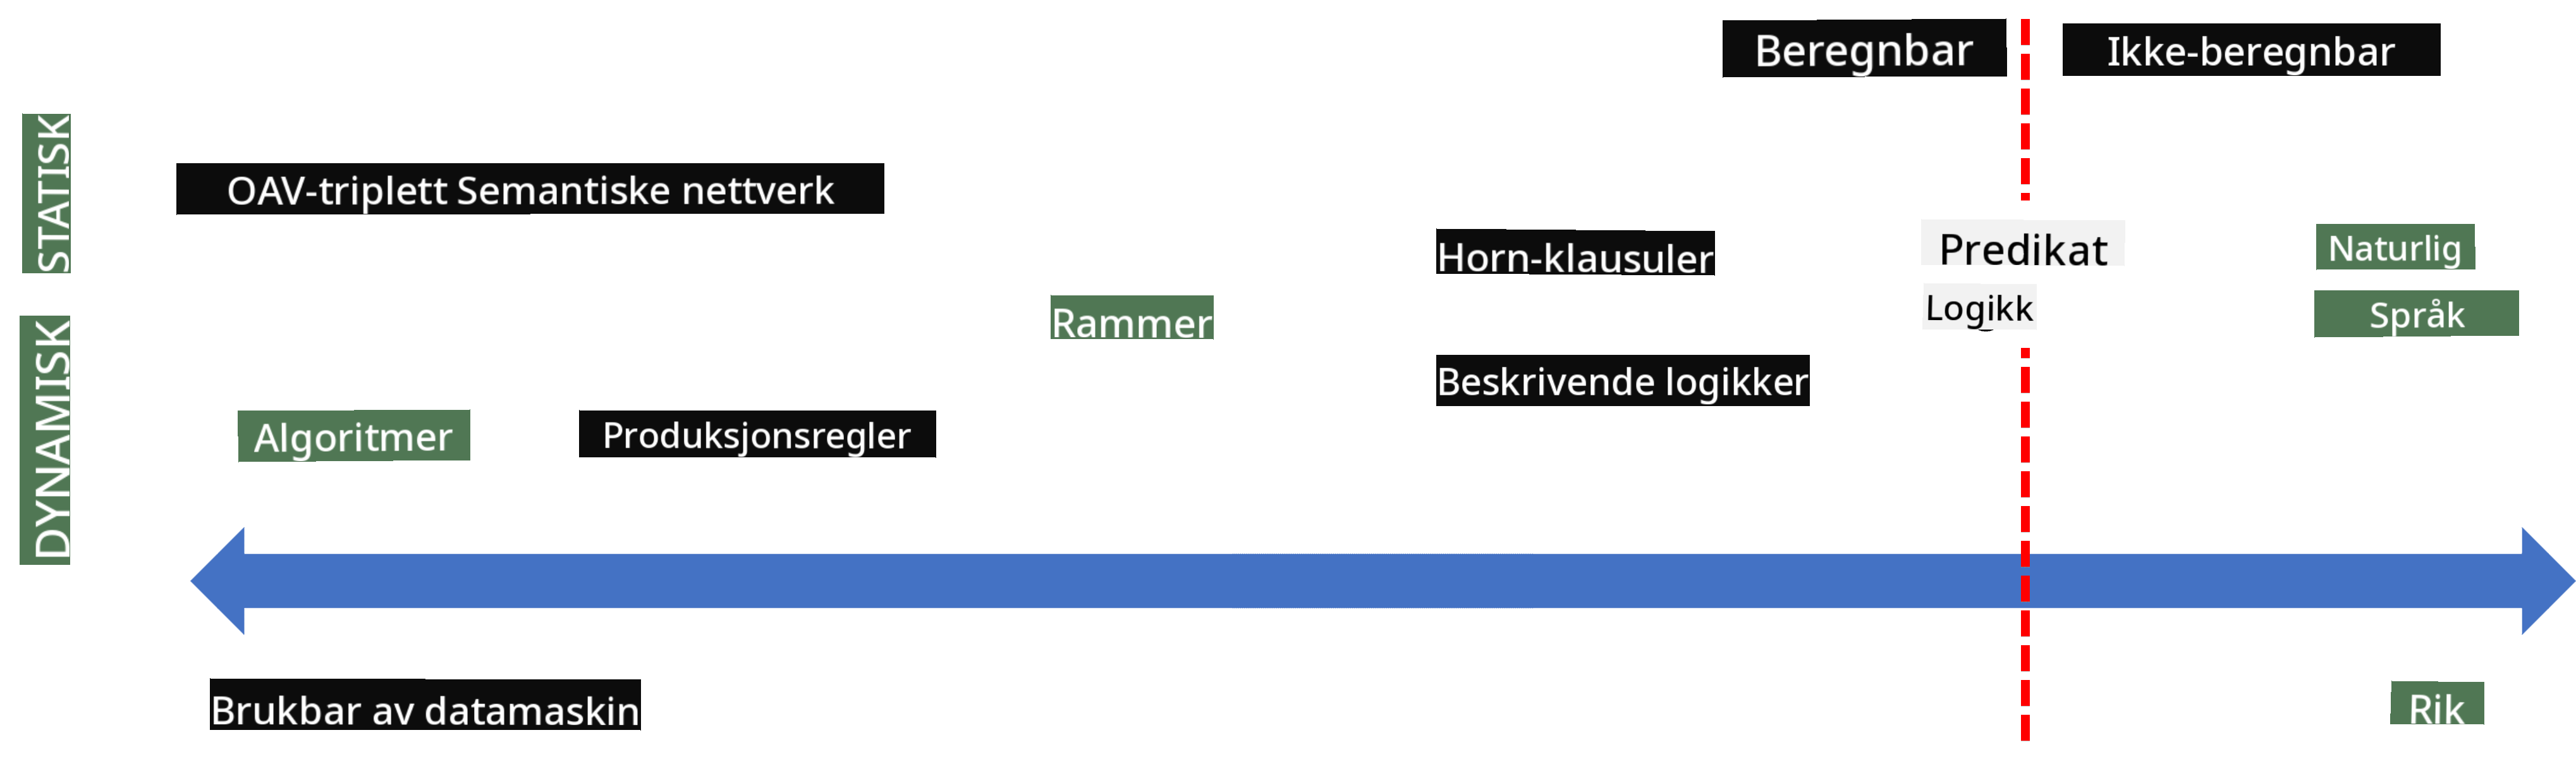 Beregnbar
Ikke-beregnbar
STATISK
OAV-triplett Semantiske nettverk
Horn-klausuler
Predikat
Logikk
Naturlig
Språk
Rammer
DYNAMISK
Beskrivende logikker
Algoritmer
Produksjonsregler
Brukbar av datamaskin
Rik